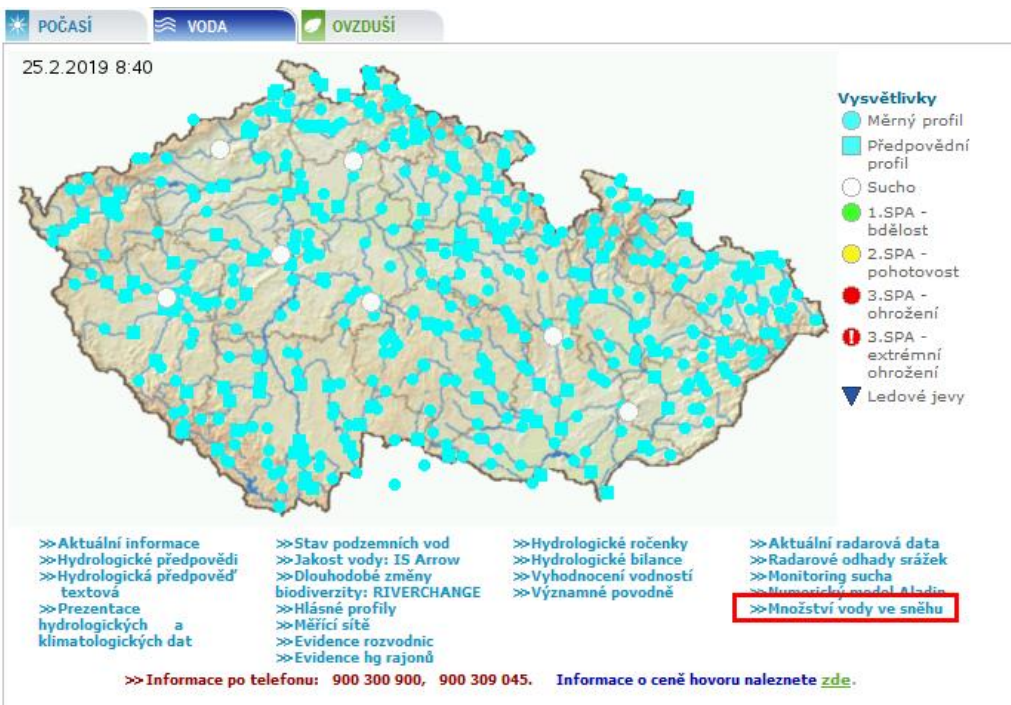 POČASÍ
VODA
OVZDUŠÍ
25.2.2019 8:40
Vysvětlivky
Měrný profil
Předpovědní
profil
Sucho
1.SPA -
bdělost
2.SPA -
pohotovost
3.SPA -
ohrožení
3.SPA -
extrémní
ohrožení
Ledové jevy
>>Aktuální informace
>>Hydrologické předpovědi
>>Hydrologická předpověď
textová
>>Prezentace
hydrologických a
klimatologických dat
>>Stav podzemních vod
>>Jakost vody: IS Arrow
>>Dlouhodobé změny
biodiverzity: RIVERCHANGE
>>Hlásné profily
>>Měřící sítě
>>Evidence rozvodnic
>>Evidence hg rajonů
>>Hydrologické ročenky
>>Hydrologické bilance
>>Vyhodnocení vodností
>>Významné povodně
>>Aktuální radarová data
>>Radarové odhady srážek
>>Monitoring sucha
>>Numerický model Aladin
>>Množství vody ve sněhu
>>Informace po telefonu: 900 300 900, 900 309 045. Informace o ceně hovoru naleznete zde.